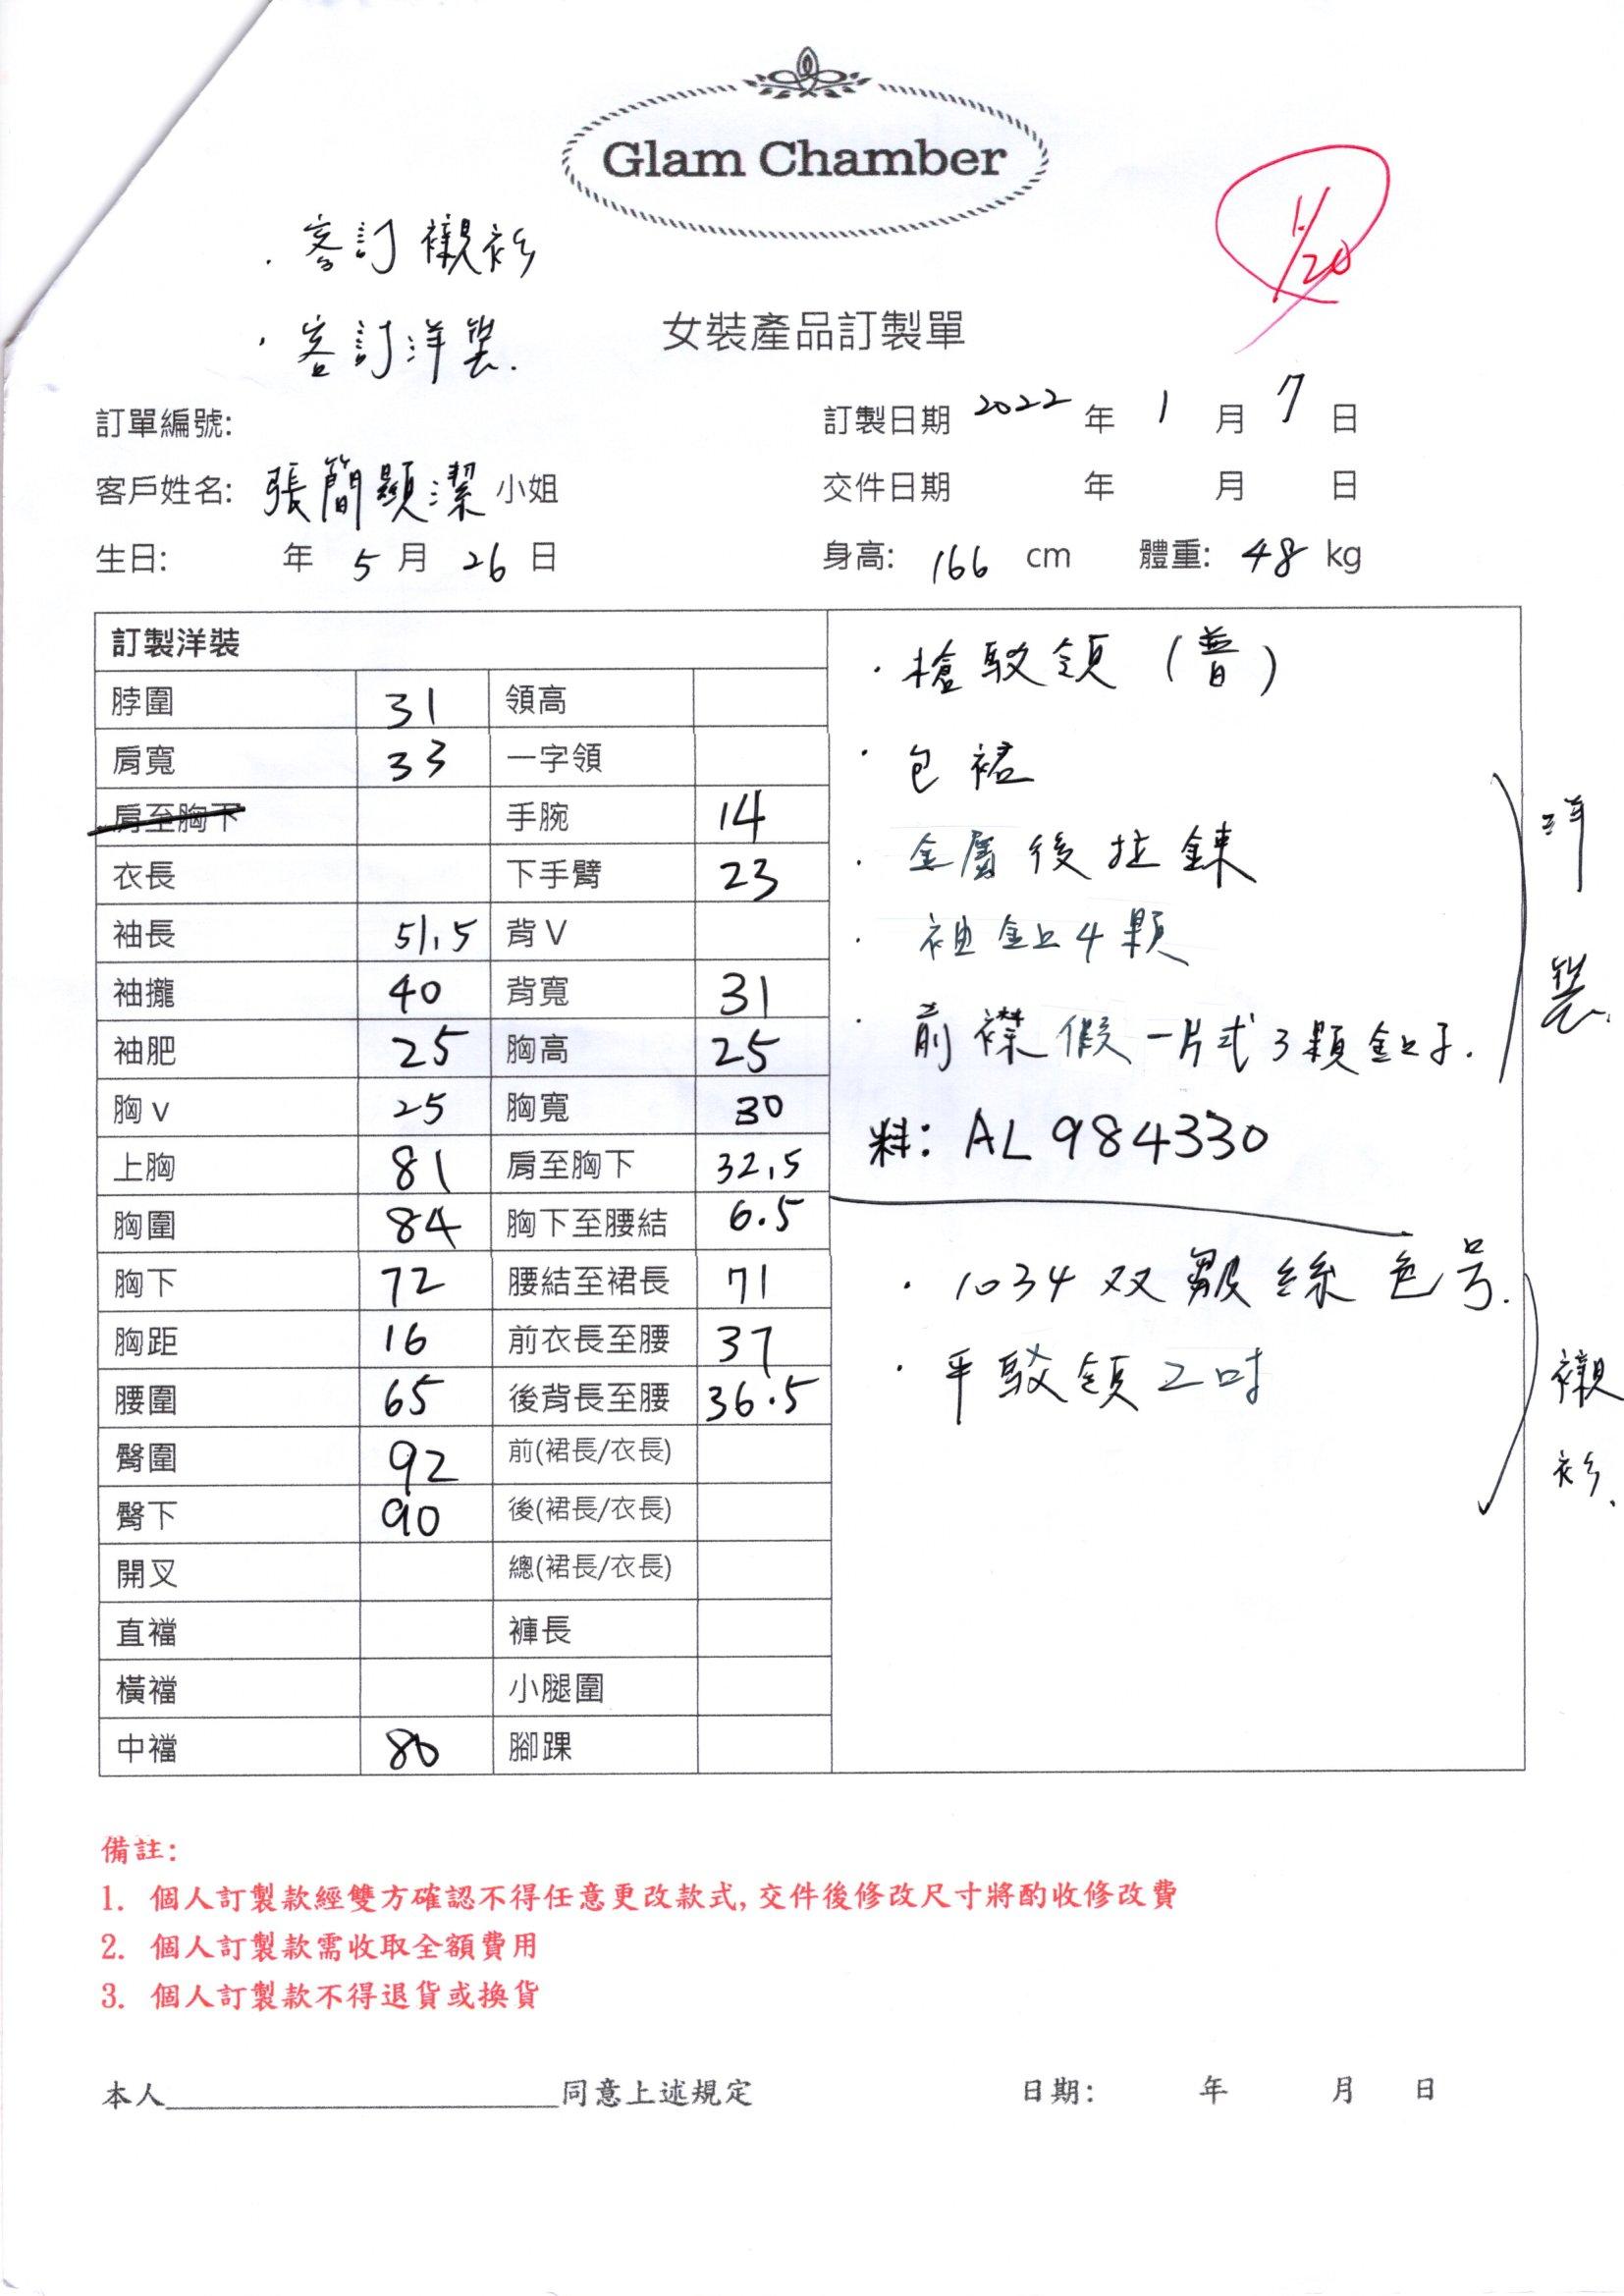 Glam Chamber
1/20
· 客訂襯衫
· 客訂洋裝.
女裝產品訂製單
訂單編號:
訂製日期 2022 年 1 月 7 日
客戶姓名: 張簡顯潔 小姐
交件日期 年 月 日
生日: 年 5 月 26 日
身高: 166 cm 體重: 48 kg
訂製洋裝
脖圍 31 領高
肩寬 33 一字領
肩至胸下 手腕 14
衣長 下手臂 23
袖長 51.5 背V
袖攏 40 背寬 31
袖肥 25 胸高 25
胸v 25 胸寬 30
上胸 81 肩至胸下 32.5
胸圍 84 胸下至腰結 6.5
胸下 72 腰結至裙長 71
胸距 16 前衣長至腰 37
腰圍 65 後背長至腰 36.5
臀圍 92 前(裙長/衣長)
臀下 90 後(裙長/衣長)
開叉 總(裙長/衣長)
直襠 褲長
橫襠 小腿圍
中襠 80 腳踝
· 槍駁領(普)
· 包裙
· 金屬後拉鍊
· 袖釦4顆
· 前襟假一片式3顆釦子.
料: AL984330
洋裝.
· 1034双皺絲色号.
· 平駁領2吋
襯衫.
備註:
1. 個人訂製款經雙方確認不得任意更改款式,交件後修改尺寸將酌收修改費
2. 個人訂製款需收取全額費用
3. 個人訂製款不得退貨或換貨
本人________________同意上述規定
日期: 年 月 日